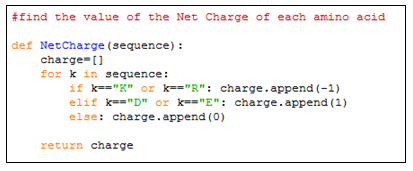 #find the value of the Net Charge of each amino acid
def NetCharge(sequence):
    charge=[]
    for k in sequence:
        if k=="K" or k=="R": charge.append(-1)
        elif k=="D" or k=="E": charge.append(1)
        else: charge.append(0)
    return charge